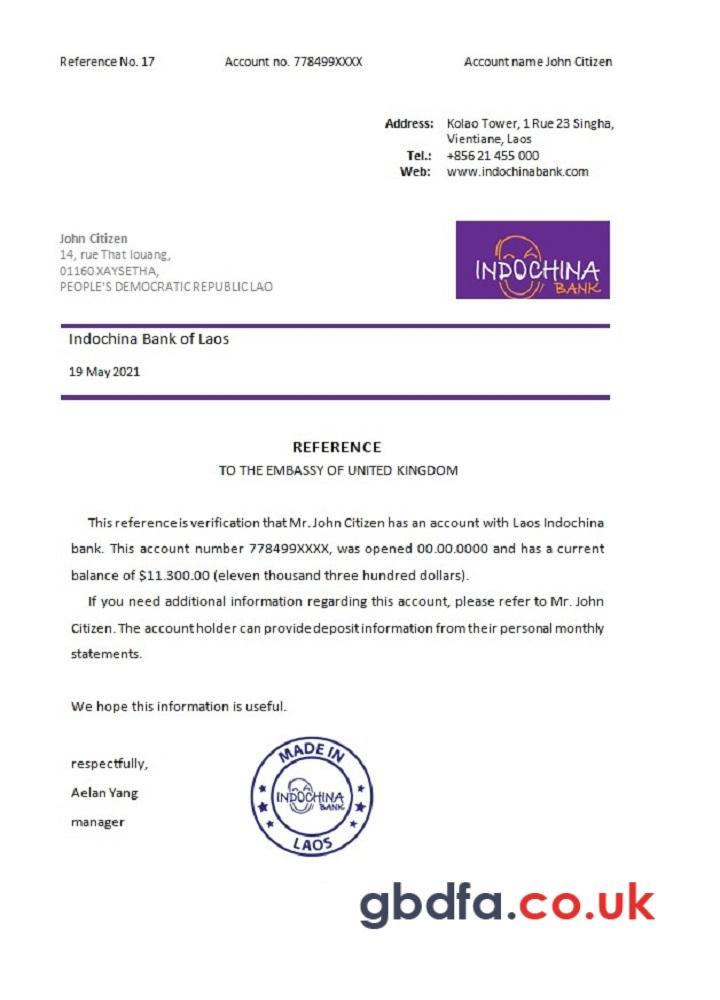 Reference No. 17 Account no. 778499XXXX Account name John Citizen
Address: Kolao Tower, 1 Rue 23 Singha,
Vientiane, Laos
Tel.: +856 21 455 000
Web: www.indochinabank.com
John Citizen
14, rue That louang,
01160 XAYSETHA,
PEOPLE'S DEMOCRATIC REPUBLIC LAO
INDOCHINA
BANK
Indochina Bank of Laos
19 May 2021
REFERENCE
TO THE EMBASSY OF UNITED KINGDOM
This reference is verification that Mr. John Citizen has an account with Laos Indochina
bank. This account number 778499XXXX, was opened 00.00.0000 and has a current
balance of $11.300.00 (eleven thousand three hundred dollars).
If you need additional information regarding this account, please refer to Mr. John
Citizen. The account holder can provide deposit information from their personal monthly
statements.
We hope this information is useful.
respectfully,
Aelan Yang
manager
MADE IN
INDOCHINA
BANK
LAOS
gbdfa.co.uk